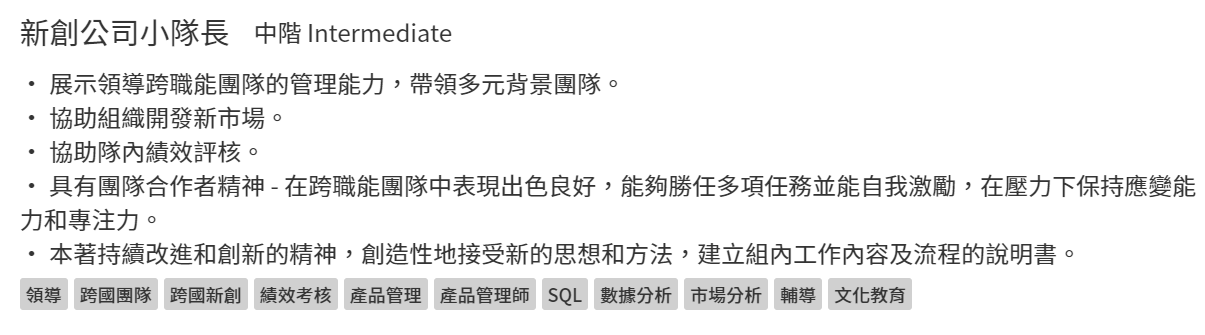 新創公司小隊長 中階 Intermediate
・ 展示領導跨職能團隊的管理能力，帶領多元背景團隊。
・ 協助組織開發新市場。
・ 協助隊內績效評核。
・ 具有團隊合作者精神 - 在跨職能團隊中表現出色良好，能夠勝任多項任務並能自我激勵，在壓力下保持應變能
力和專注力。
・ 本著持續改進和創新的精神，創造性地接受新的思想和方法，建立組內工作內容及流程的說明書。
領導 跨國團隊 跨國新創 績效考核 產品管理 產品管理師 SQL 數據分析 市場分析 輔導 文化教育